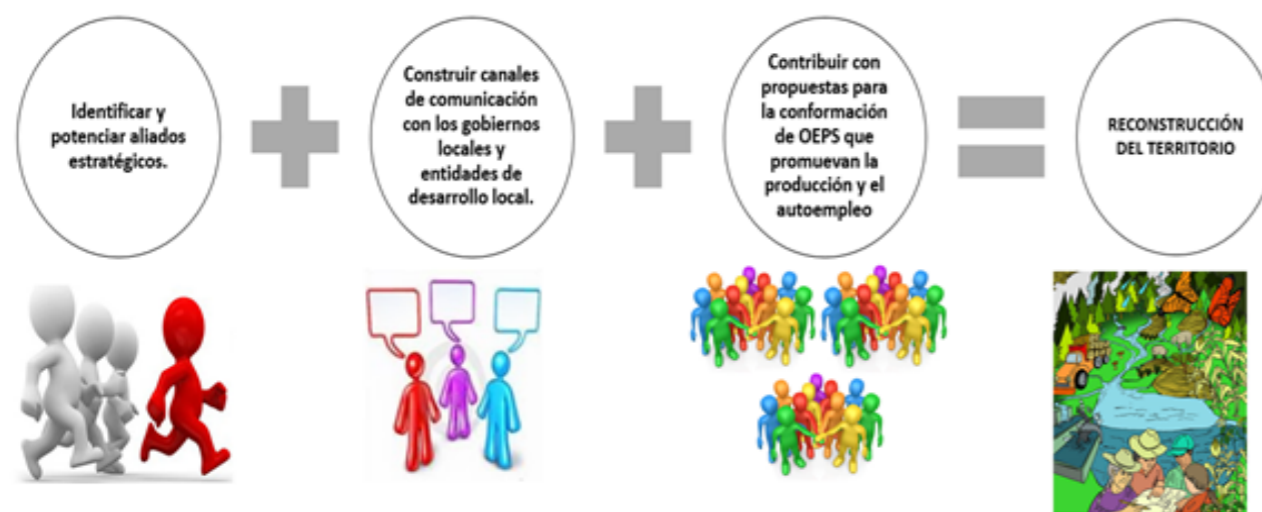 Identificar y
potenciar aliados
estratégicos.
Construir canales
de comunicación
con los gobiernos
locales y
entidades de
desarrollo local.
Contribuir con
propuestas para
la conformación
de OEPS que
promuevan la
producción y el
autoempleo
RECONSTRUCCIÓN
DEL TERRITORIO